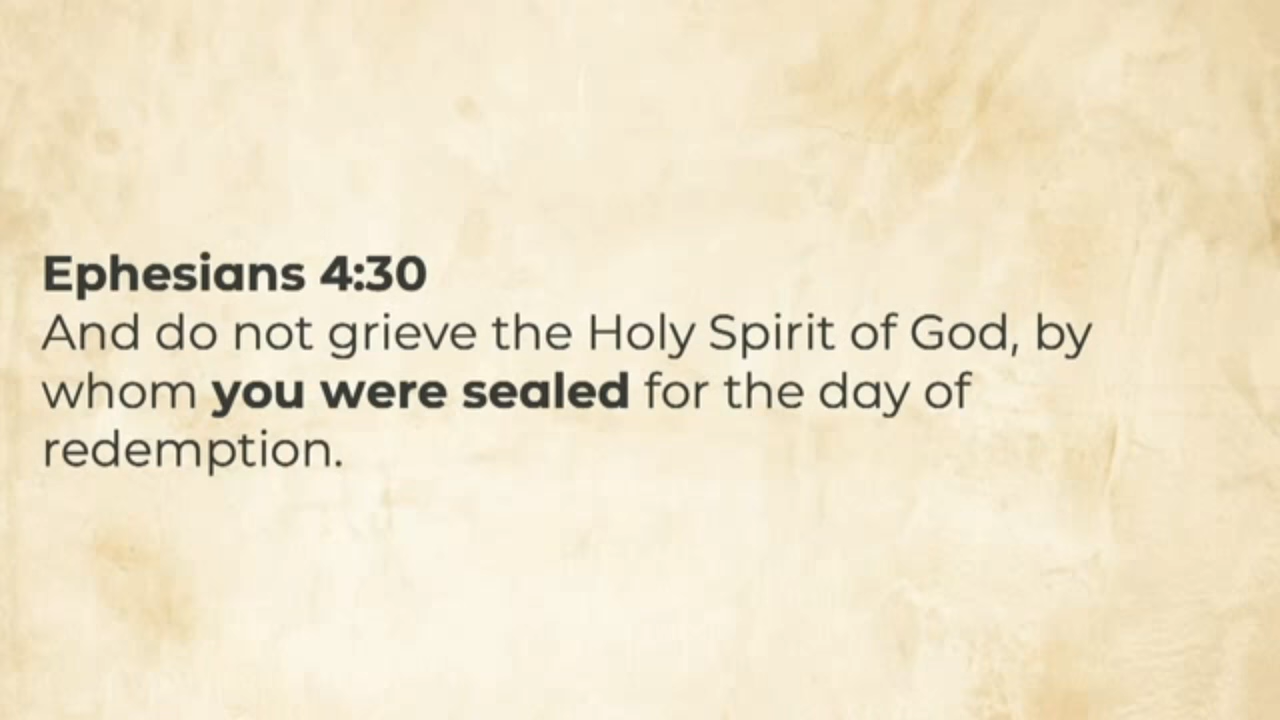 Ephesians 4:30
And do not grieve the Holy Spirit of God, by
whom you were sealed for the day of
redemption.